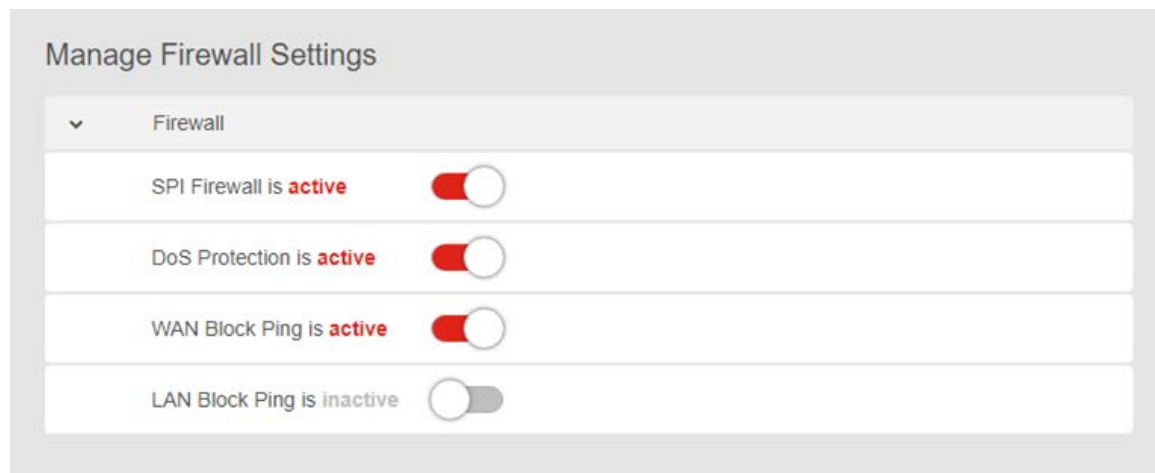 Manage Firewall Settings
Firewall
SPI Firewall is active
DoS Protection is active
WAN Block Ping is active
LAN Block Ping is inactive